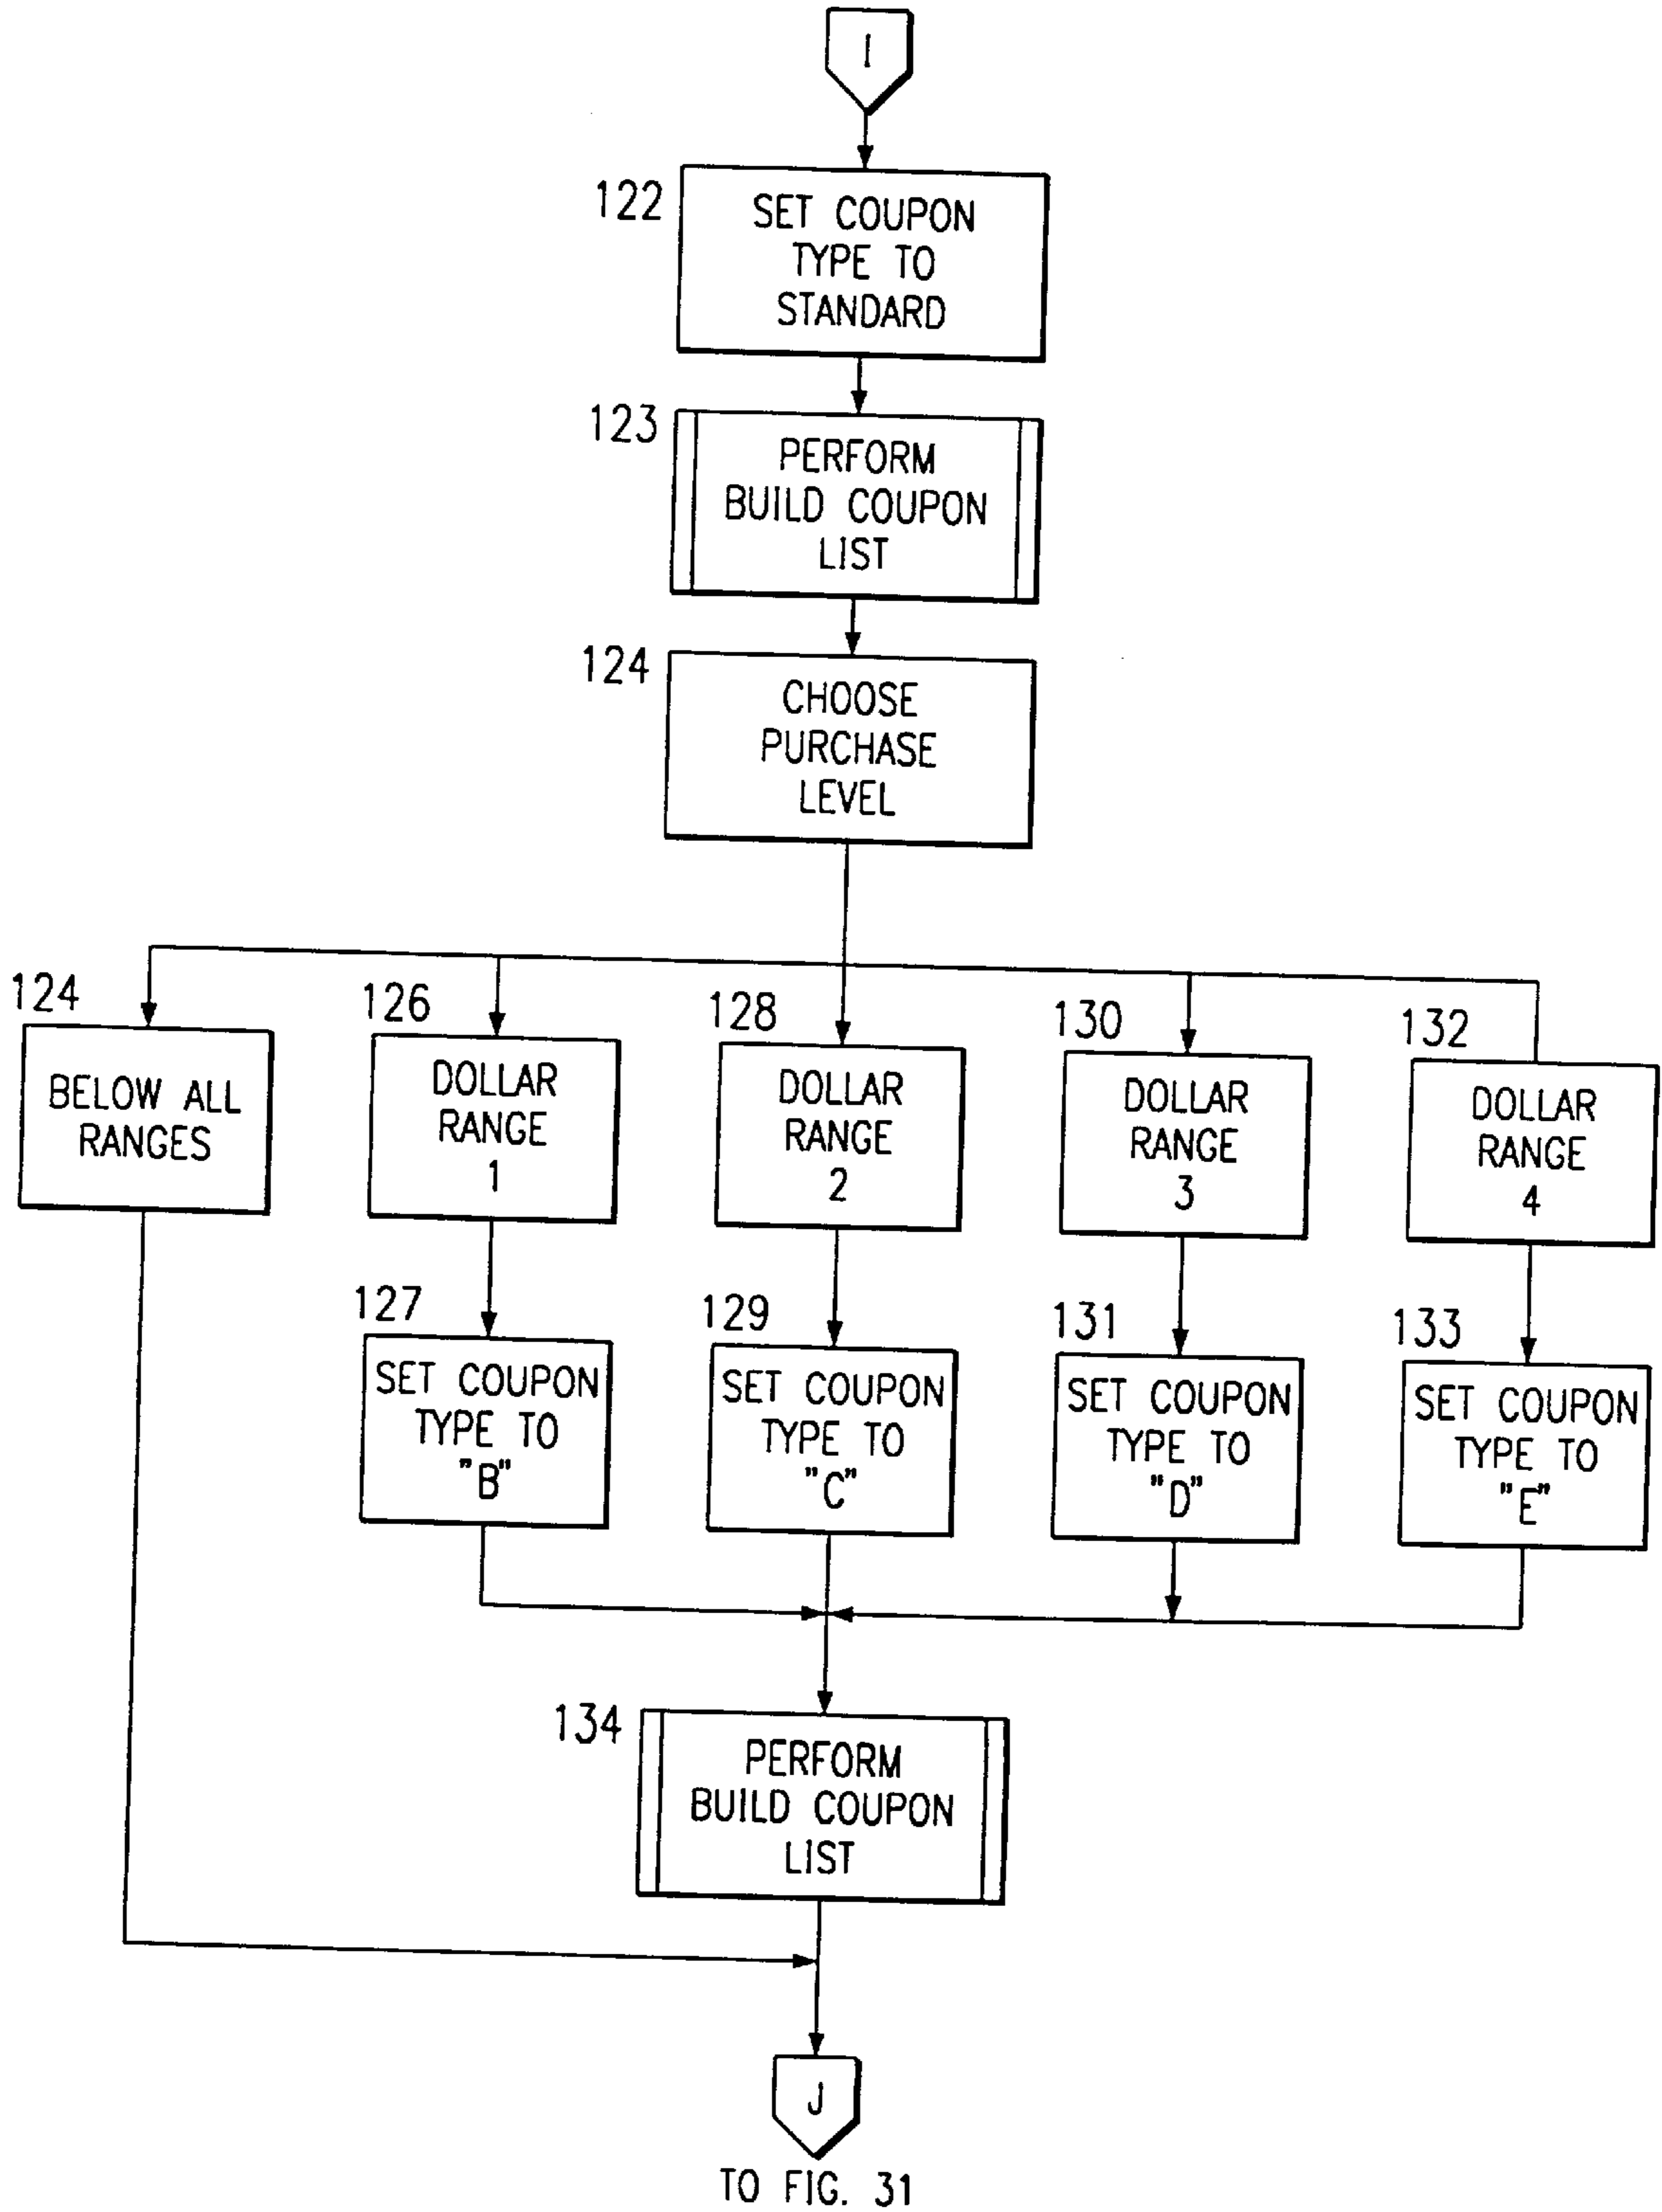 I
122
SET COUPON
TYPE TO
STANDARD
123
PERFORM
BUILD COUPON
LIST
124
CHOOSE
PURCHASE
LEVEL
124
BELOW ALL
RANGES
126
DOLLAR
RANGE
1
128
DOLLAR
RANGE
2
130
DOLLAR
RANGE
3
132
DOLLAR
RANGE
4
127
SET COUPON
TYPE TO
"B"
129
SET COUPON
TYPE TO
"C"
131
SET COUPON
TYPE TO
"D"
133
SET COUPON
TYPE TO
"E"
134
PERFORM
BUILD COUPON
LIST
J
TO FIG. 31